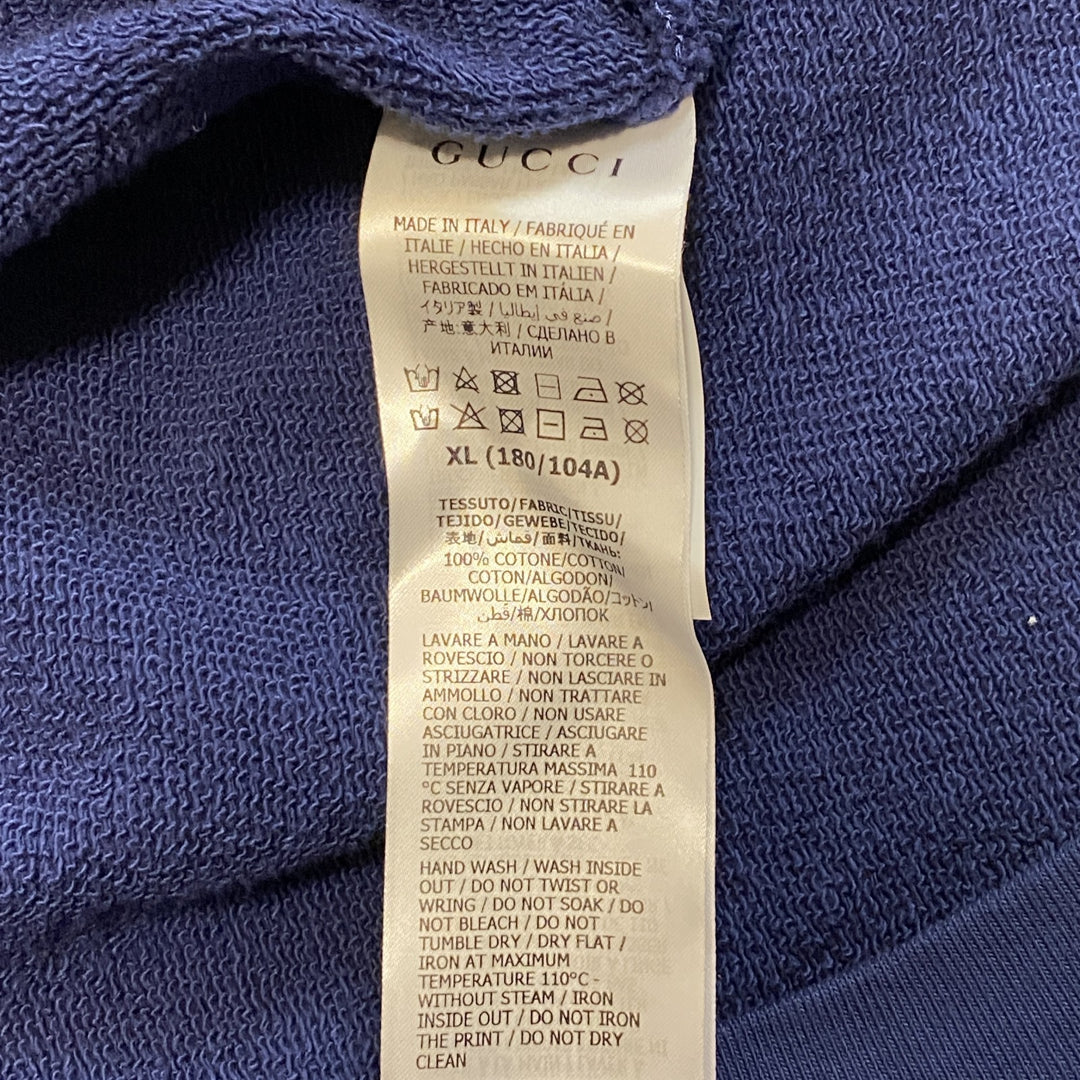 GUCCI
MADE IN ITALY / FABRIQUÉ EN
ITALIE / HECHO EN ITALIA /
HERGESTELLT IN ITALIEN /
FABRICADO EM ITÁLIA /
イタリア製 / صنع في إيطاليا /
产地:意大利 / СДЕЛАНО В
ИТАЛИИ
XL (180/104A)
TESSUTO/FABRIC/TISSU/
TEJIDO/GEWEBE/TECIDO/
表地/قماش/面料/ТКАНЬ:
100% COTONE/COTTON/
COTON/ALGODON/
BAUMWOLLE/ALGODÃO/コットン/
قطن/棉/ХЛОПОК
LAVARE A MANO / LAVARE A
ROVESCIO / NON TORCERE O
STRIZZARE / NON LASCIARE IN
AMMOLLO / NON TRATTARE
CON CLORO / NON USARE
ASCIUGATRICE / ASCIUGARE
IN PIANO / STIRARE A
TEMPERATURA MASSIMA 110
°C SENZA VAPORE / STIRARE A
ROVESCIO / NON STIRARE LA
STAMPA / NON LAVARE A
SECCO
HAND WASH / WASH INSIDE
OUT / DO NOT TWIST OR
WRING / DO NOT SOAK / DO
NOT BLEACH / DO NOT
TUMBLE DRY / DRY FLAT /
IRON AT MAXIMUM
TEMPERATURE 110°C -
WITHOUT STEAM / IRON
INSIDE OUT / DO NOT IRON
THE PRINT / DO NOT DRY
CLEAN